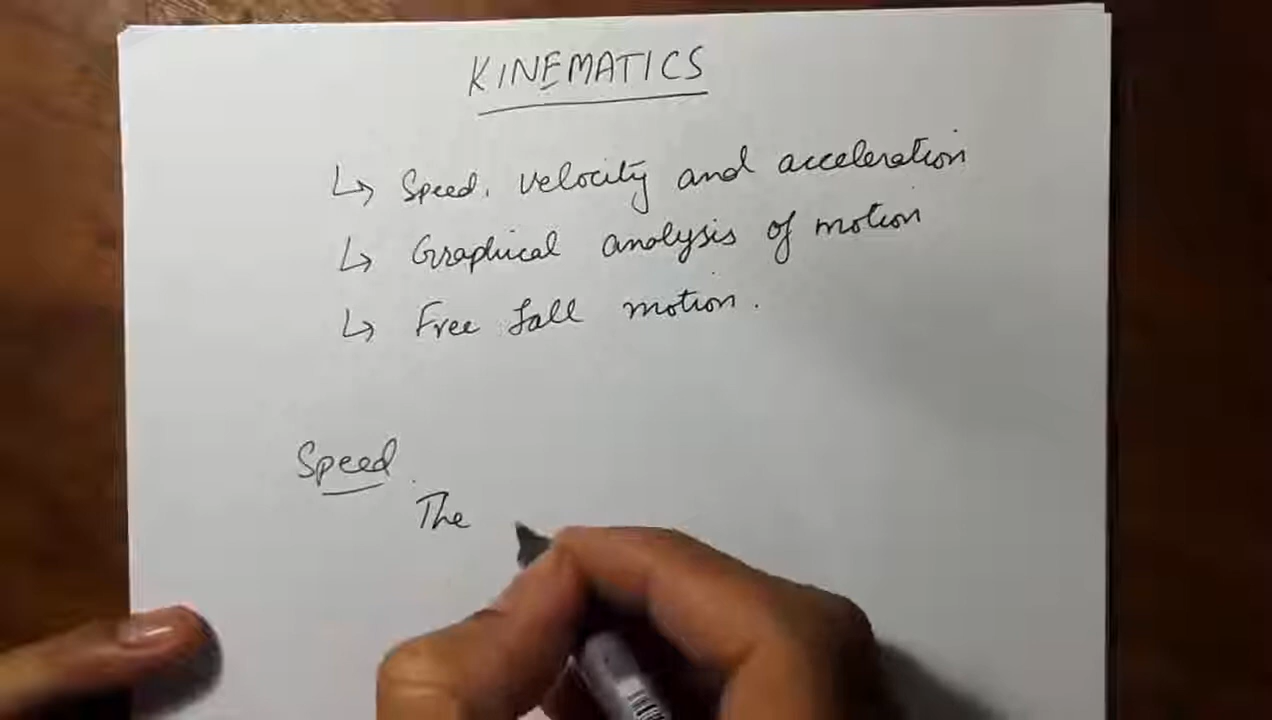 KINEMATICS
↳ Speed, velocity and acceleration
↳ Graphical analysis of motion
↳ Free fall motion.
Speed
The